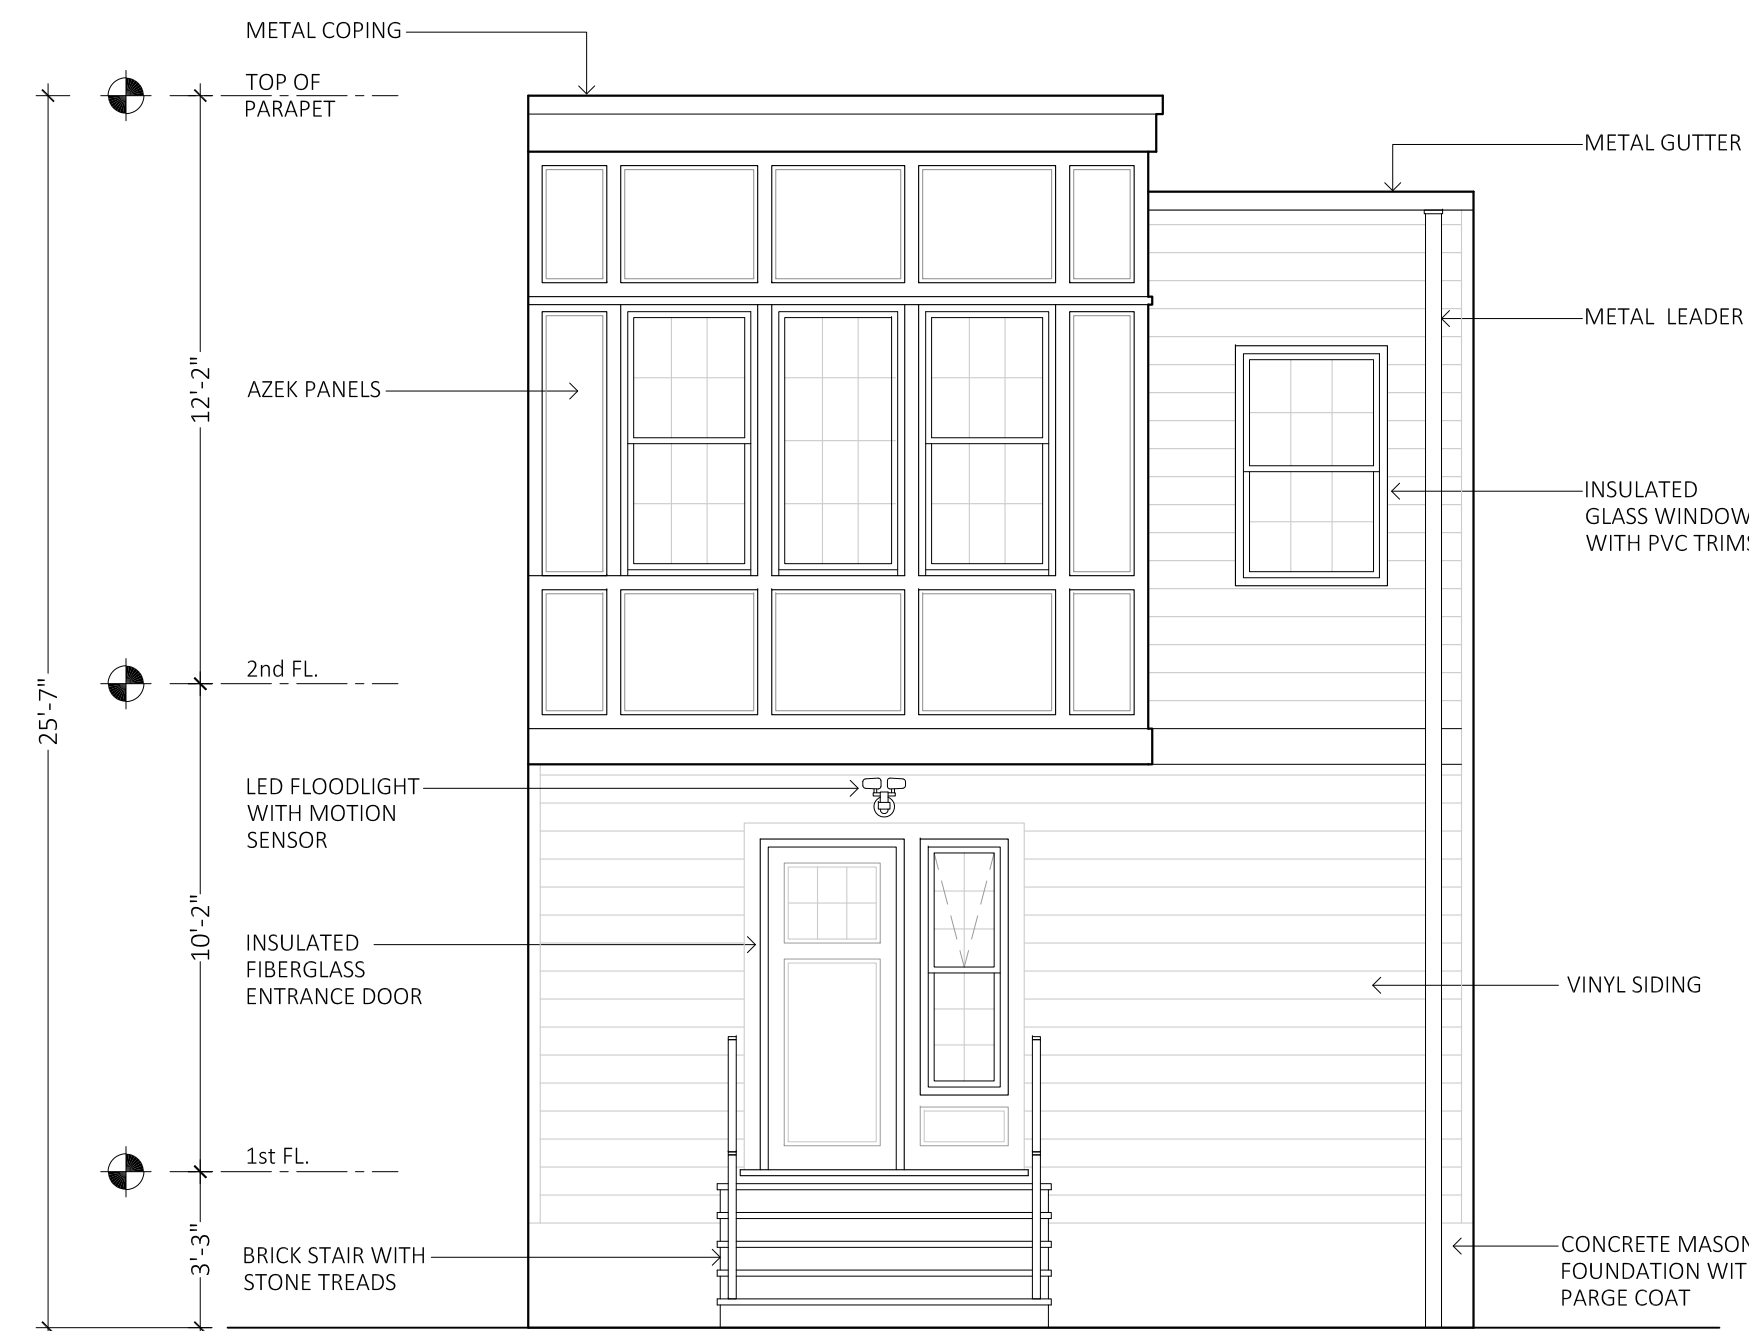 METAL COPING
TOP OF
PARAPET
METAL GUTTER
METAL LEADER
12'-2"
AZEK PANELS
INSULATED
GLASS WINDOW
WITH PVC TRIMS
2nd FL.
25'-7"
LED FLOODLIGHT
WITH MOTION
SENSOR
10'-2"
INSULATED
FIBERGLASS
ENTRANCE DOOR
VINYL SIDING
1st FL.
3'-3"
BRICK STAIR WITH
STONE TREADS
CONCRETE MASON
FOUNDATION WIT
PARGE COAT